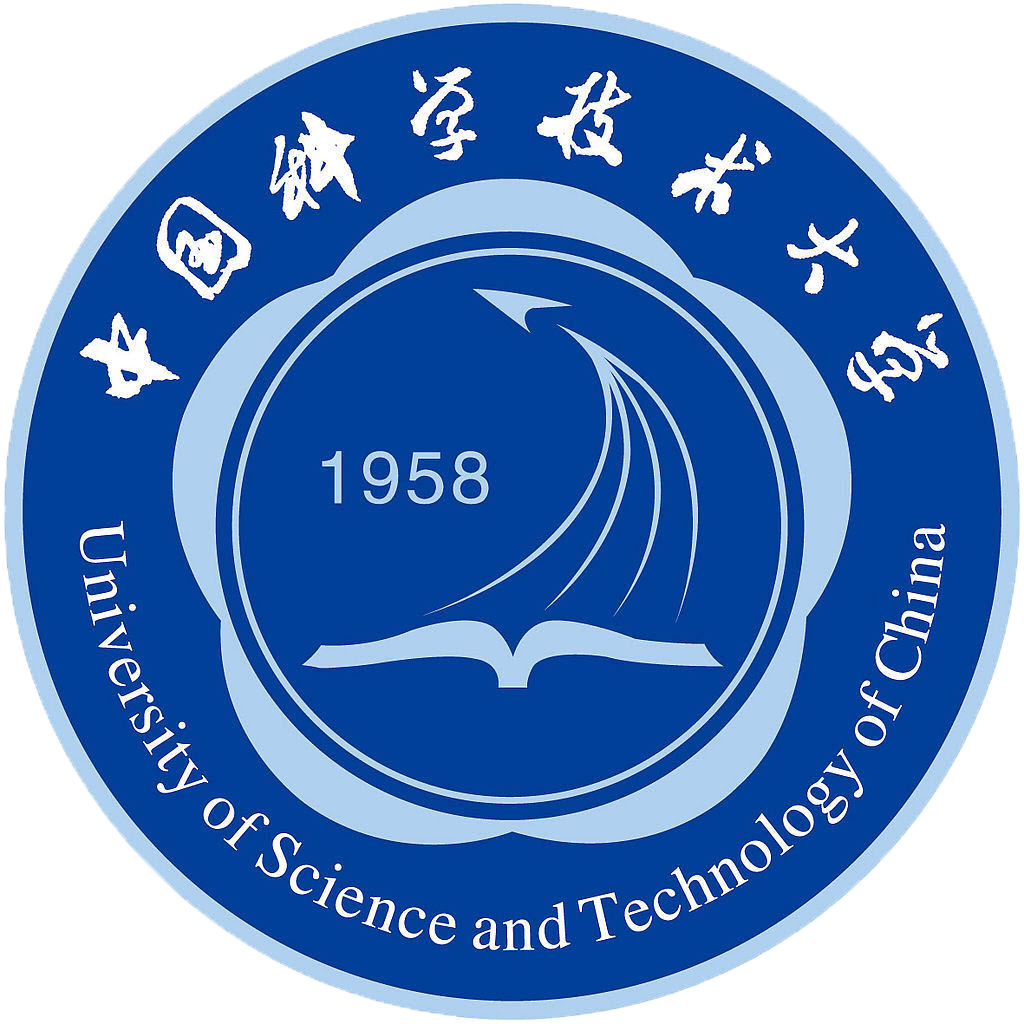 中国科学技术大学
1958
University of Science and Technology of China